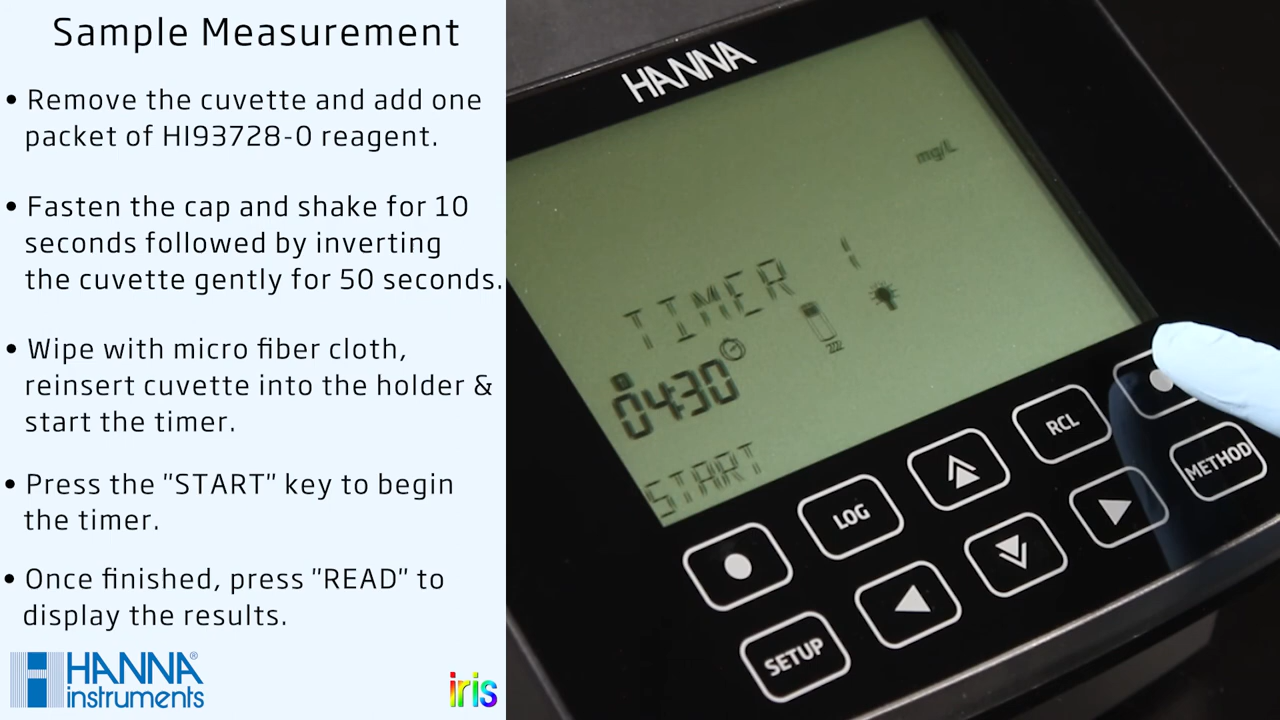 Sample Measurement
• Remove the cuvette and add one
packet of HI93728-0 reagent.
• Fasten the cap and shake for 10
seconds followed by inverting
the cuvette gently for 50 seconds.
• Wipe with micro fiber cloth,
reinsert cuvette into the holder &
start the timer.
• Press the "START" key to begin
the timer.
• Once finished, press "READ" to
display the results.
HANNA®
instruments
iris
HANNA
mg/L
TIMER 1
04:30
START
LOG
RCL
SETUP
METHOD